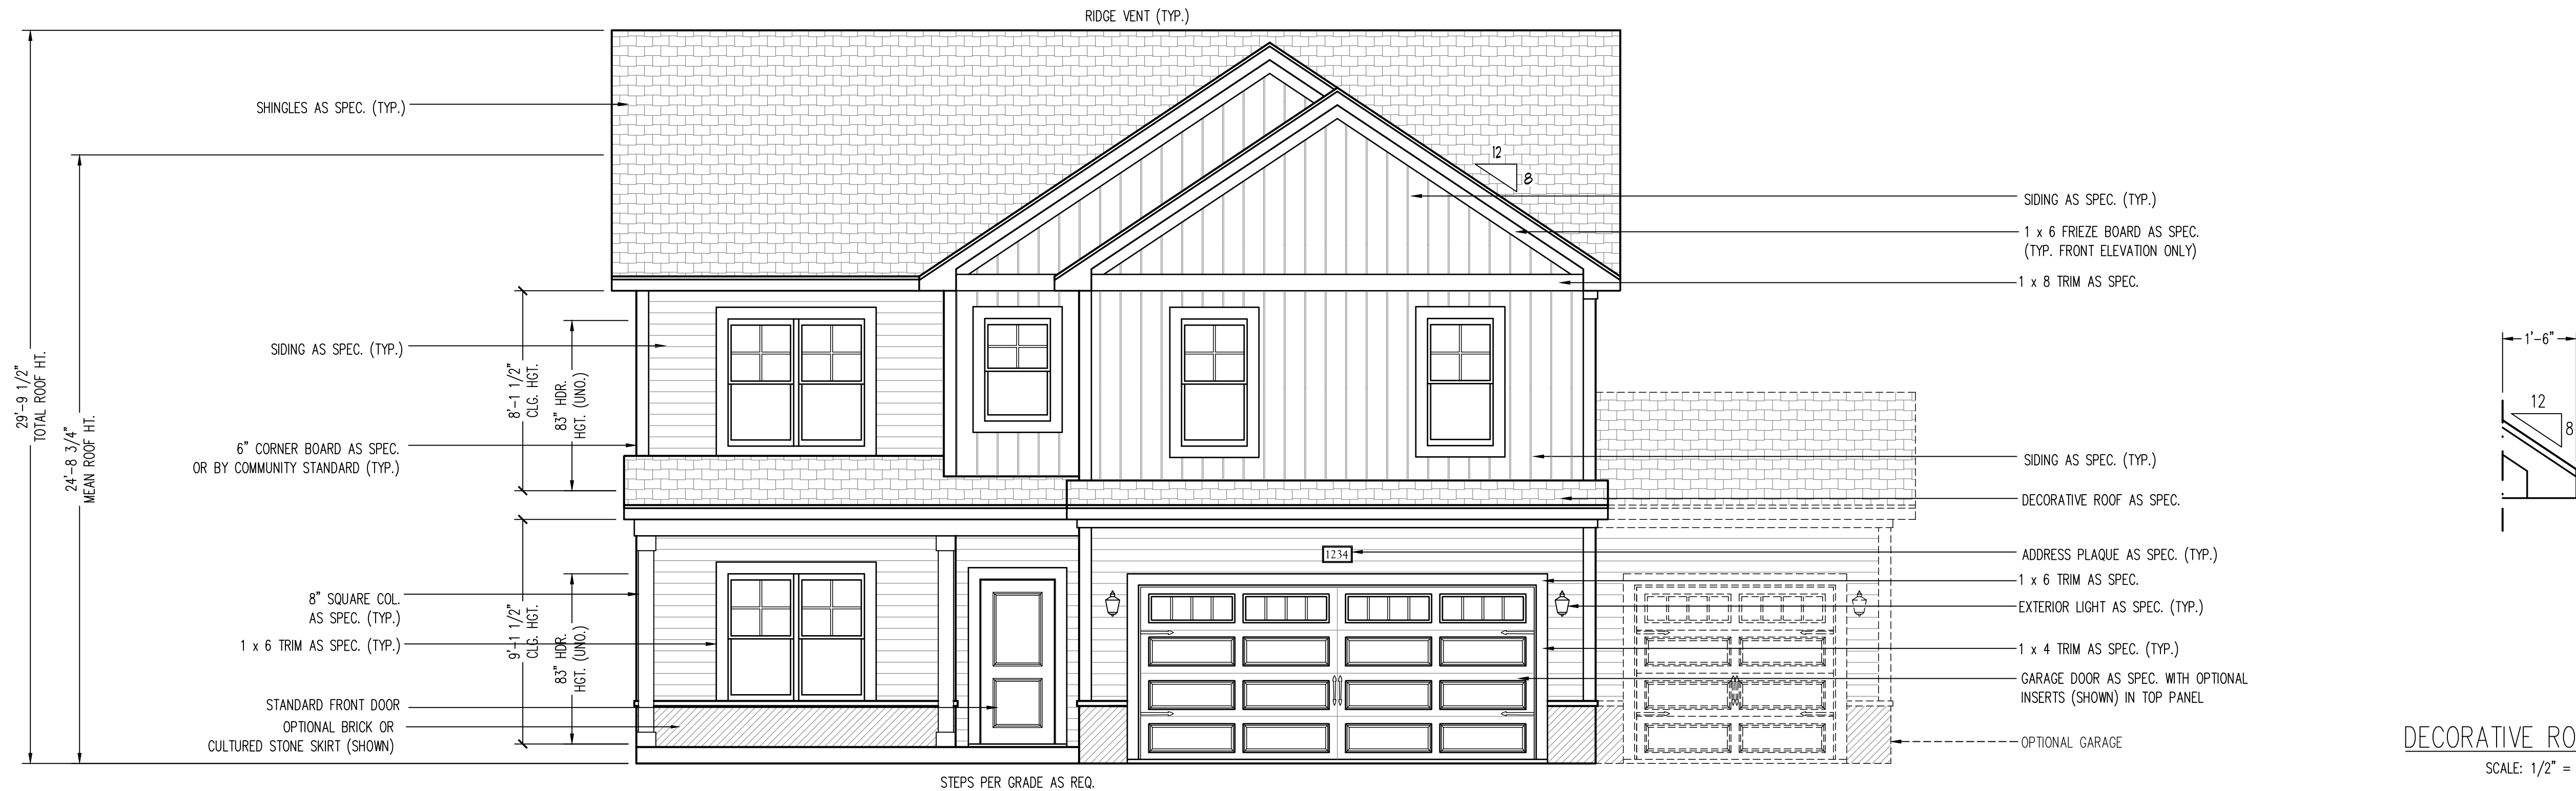 RIDGE VENT (TYP.)
29'-9 1/2"
TOTAL ROOF HT.
24'-8 3/4"
MEAN ROOF HT.
SHINGLES AS SPEC. (TYP.)
SIDING AS SPEC. (TYP.)
6" CORNER BOARD AS SPEC.
OR BY COMMUNITY STANDARD (TYP.)
8" SQUARE COL.
AS SPEC. (TYP.)
1 x 6 TRIM AS SPEC. (TYP.)
STANDARD FRONT DOOR
OPTIONAL BRICK OR
CULTURED STONE SKIRT (SHOWN)
8'-1 1/2"
CLG. HGT.
83" HDR.
HGT. (UNO.)
9'-1 1/2"
CLG. HGT.
83" HDR.
HGT. (UNO.)
12
8
1234
STEPS PER GRADE AS REQ.
SIDING AS SPEC. (TYP.)
1 x 6 FRIEZE BOARD AS SPEC.
(TYP. FRONT ELEVATION ONLY)
1 x 8 TRIM AS SPEC.
SIDING AS SPEC. (TYP.)
DECORATIVE ROOF AS SPEC.
ADDRESS PLAQUE AS SPEC. (TYP.)
1 x 6 TRIM AS SPEC.
EXTERIOR LIGHT AS SPEC. (TYP.)
1 x 4 TRIM AS SPEC. (TYP.)
GARAGE DOOR AS SPEC. WITH OPTIONAL
INSERTS (SHOWN) IN TOP PANEL
OPTIONAL GARAGE
1'-6"
12
8
DECORATIVE RO
SCALE: 1/2" =